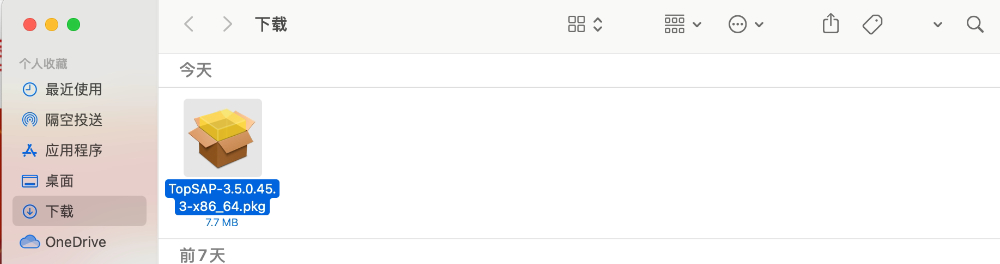 下载
个人收藏
最近使用
隔空投送
应用程序
桌面
下载
OneDrive
今天
TopSAP-3.5.0.45.
3-x86_64.pkg
7.7 MB
前7天